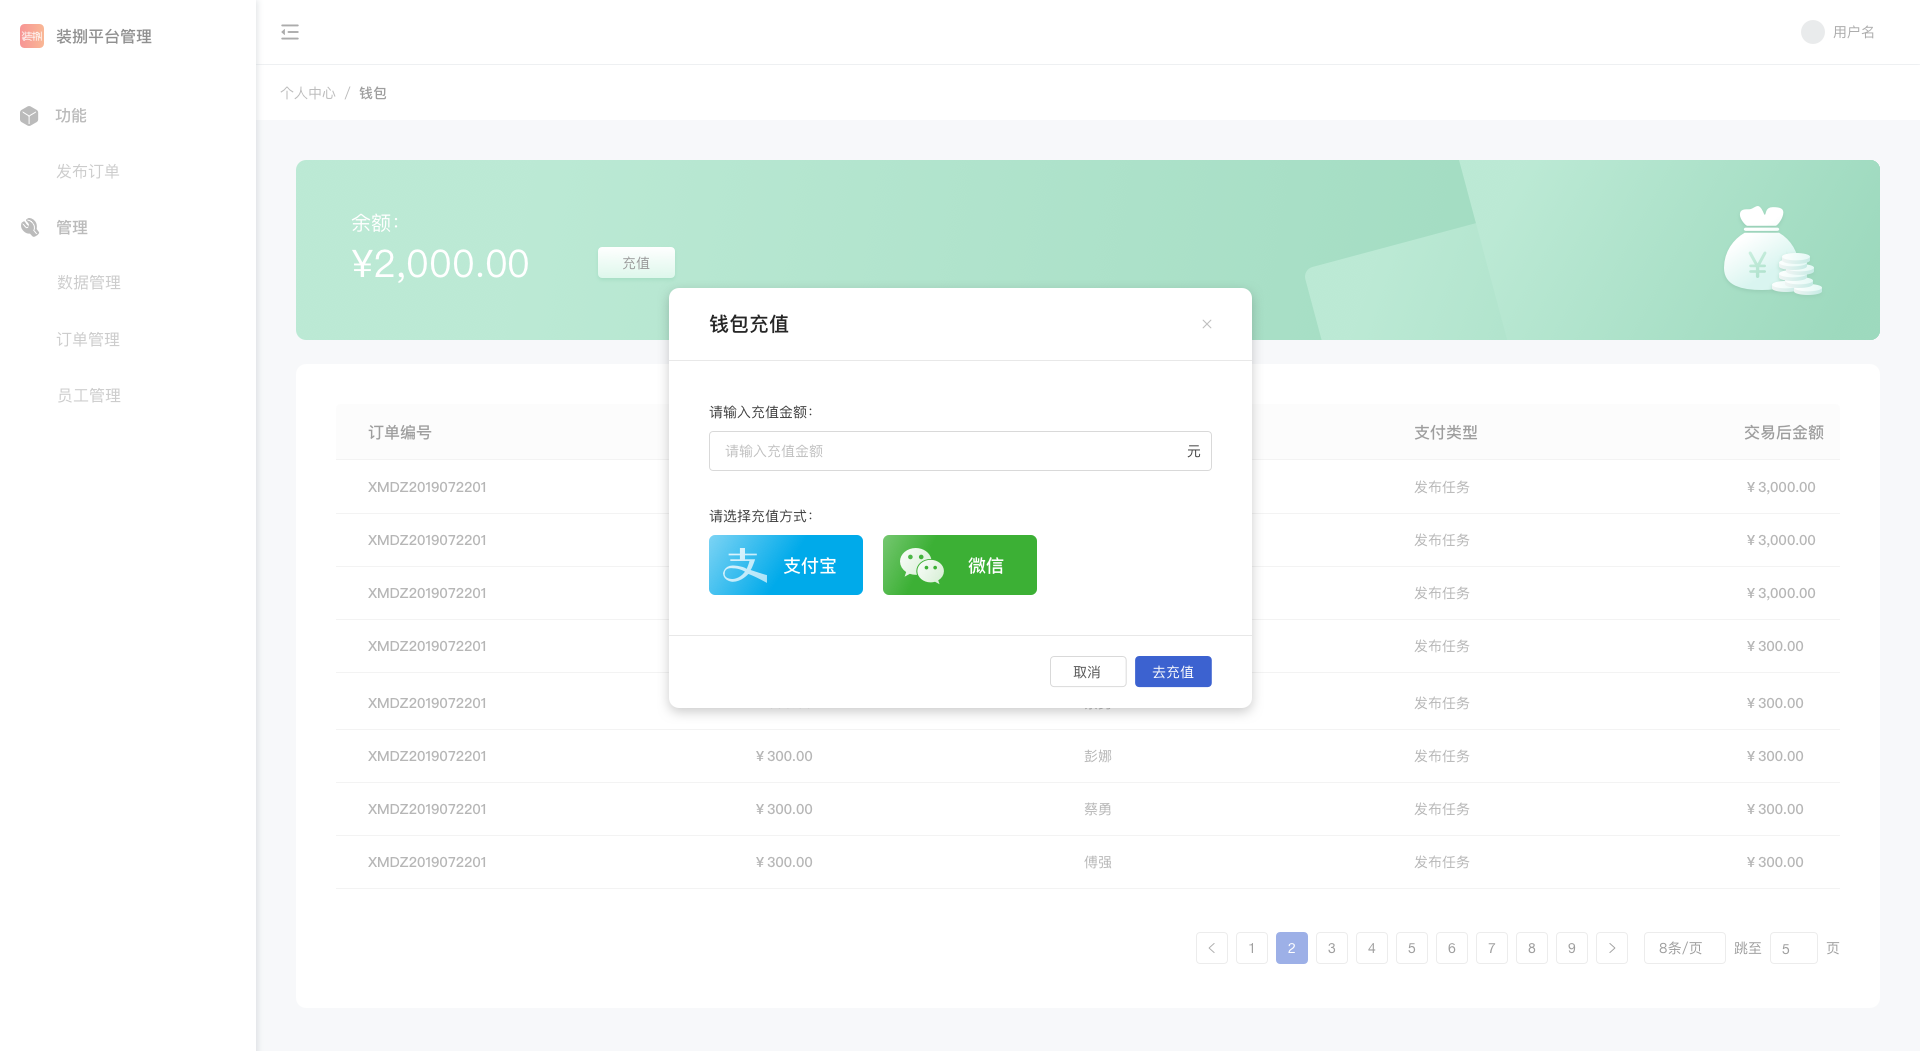 装捌
装捌平台管理
用户名
个人中心 / 钱包
功能
发布订单
管理
数据管理
订单管理
员工管理
余额：
¥2,000.00
充值
¥
钱包充值
请输入充值金额：
请输入充值金额 元
请选择充值方式：
支 支付宝
微信
取消 去充值
订单编号 支付类型 交易后金额
XMDZ2019072201 发布任务 ¥ 3,000.00
XMDZ2019072201 发布任务 ¥ 3,000.00
XMDZ2019072201 发布任务 ¥ 3,000.00
XMDZ2019072201 发布任务 ¥ 300.00
XMDZ2019072201 发布任务 ¥ 300.00
XMDZ2019072201 ¥ 300.00 彭娜 发布任务 ¥ 300.00
XMDZ2019072201 ¥ 300.00 蔡勇 发布任务 ¥ 300.00
XMDZ2019072201 ¥ 300.00 傅强 发布任务 ¥ 300.00
1 2 3 4 5 6 7 8 9 8条/页 跳至 5 页